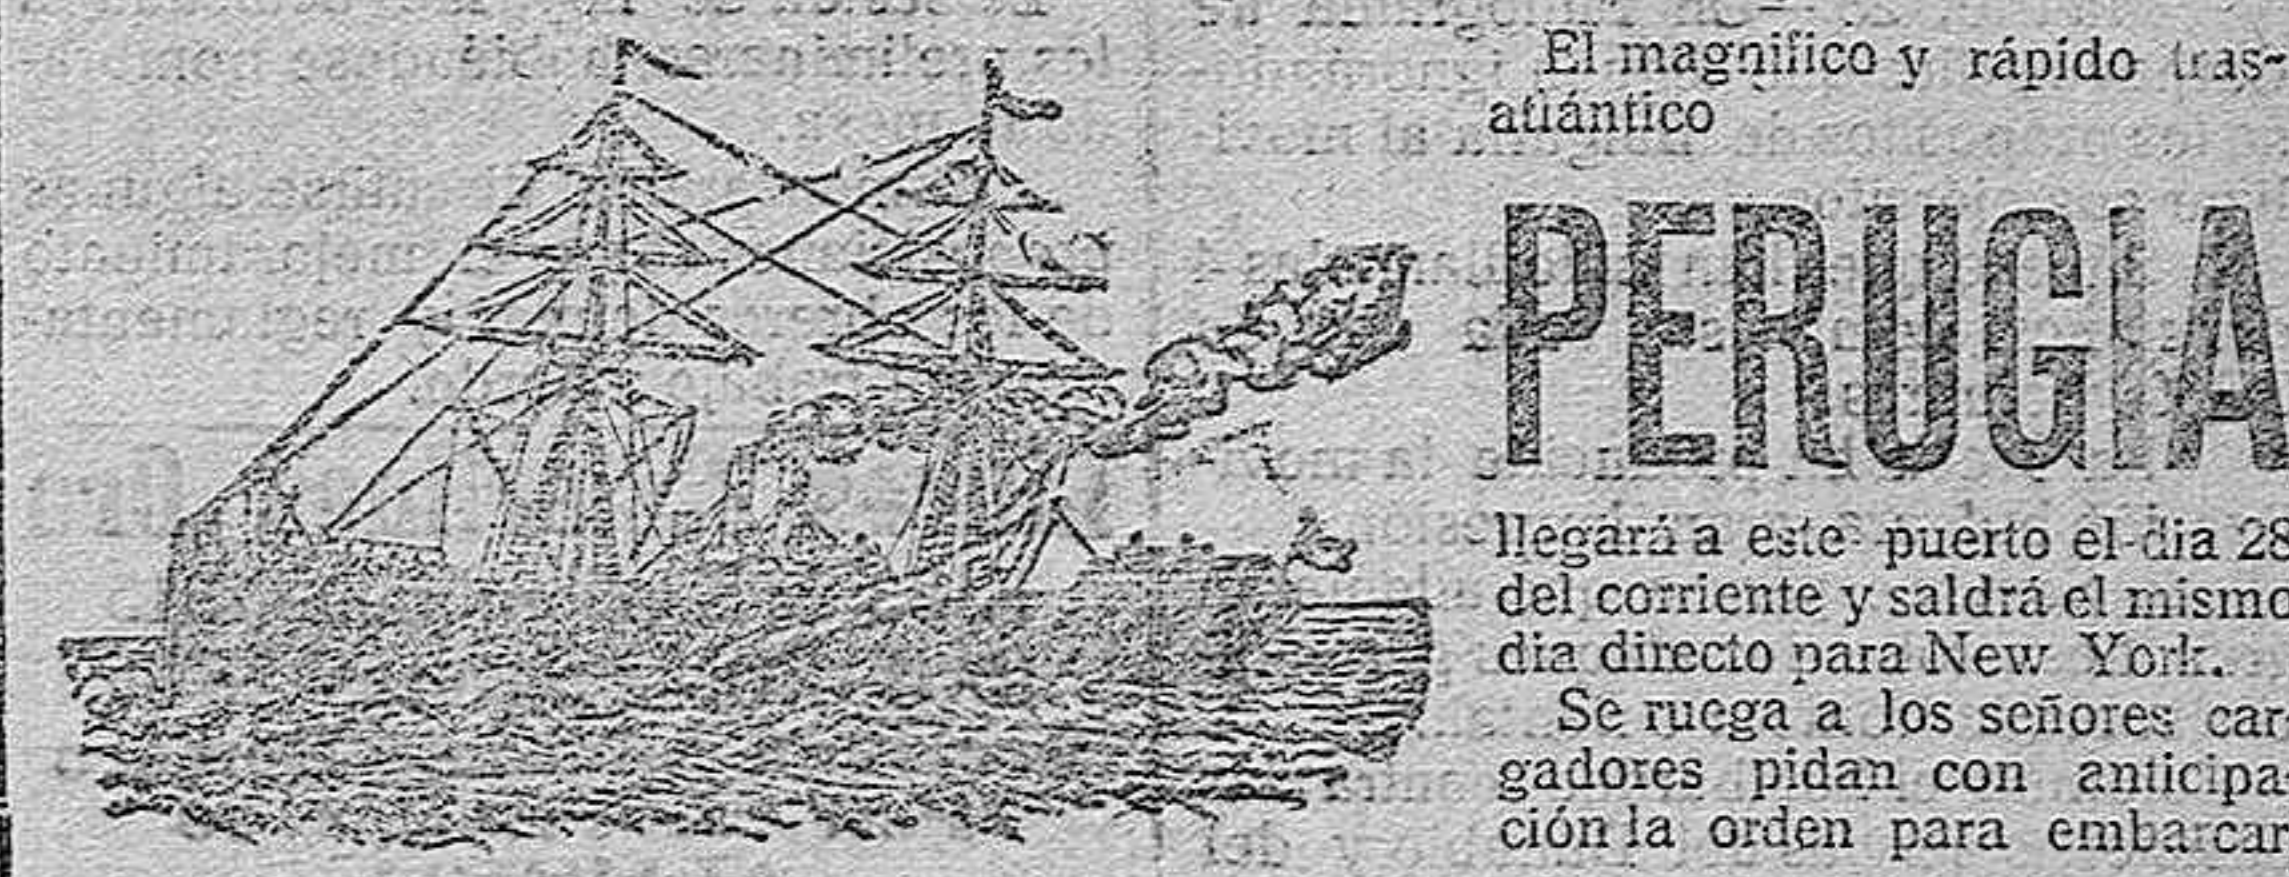 El magnifico y rápido tras-
atlántico
PERUGIA
llegará a este puerto el dia 28
del corriente y saldrá el mismo
dia directo para New York.
Se ruega a los señores car-
gadores pidan con anticipa-
ción la orden para embarcar